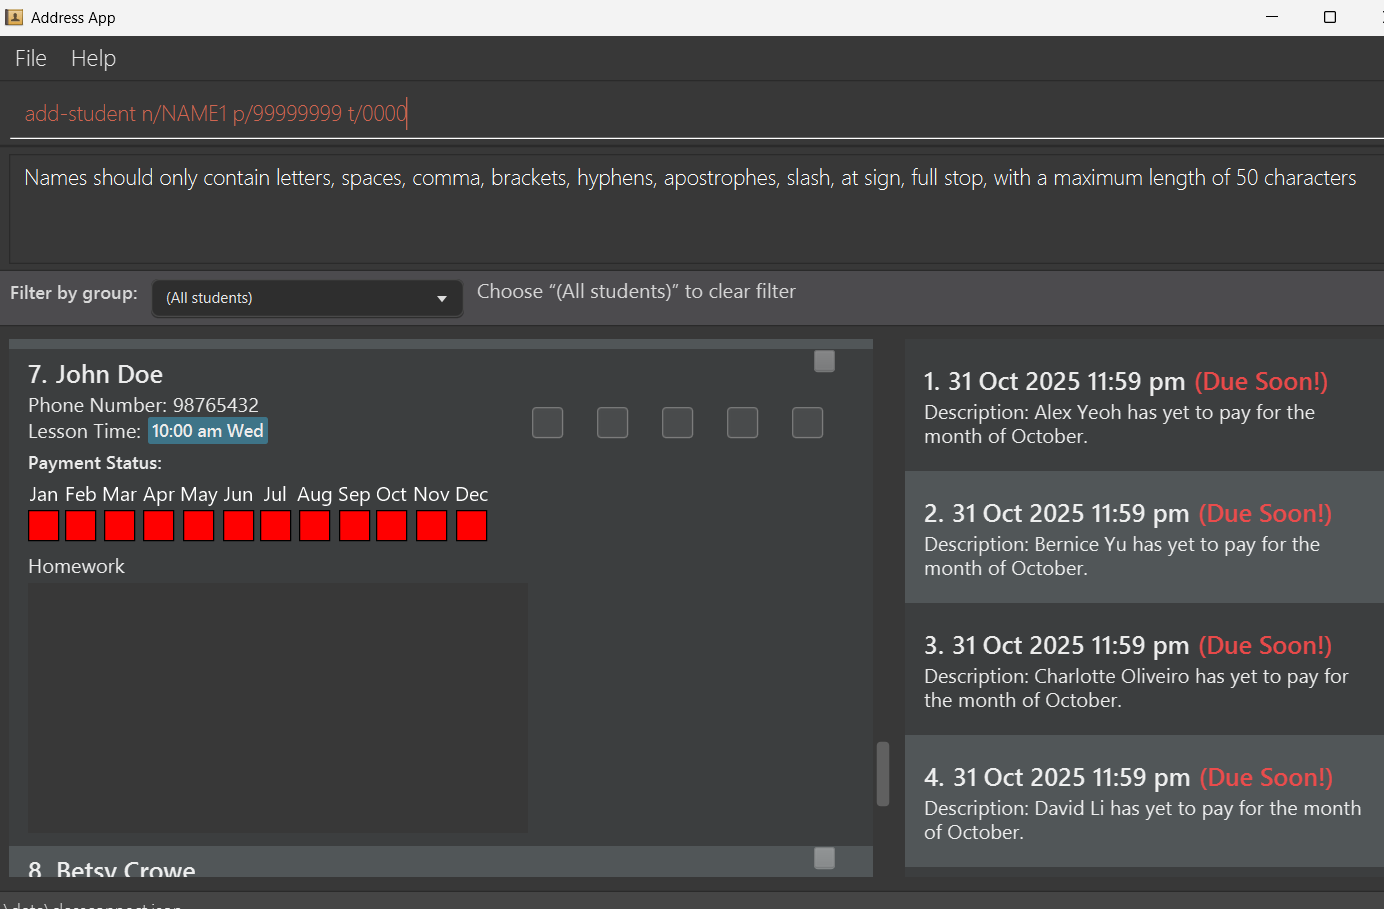 Address App
File Help
add-student n/NAME1 p/99999999 t/0000
Names should only contain letters, spaces, comma, brackets, hyphens, apostrophes, slash, at sign, full stop, with a maximum length of 50 characters
Filter by group: (All students) Choose “(All students)” to clear filter
7. John Doe
Phone Number: 98765432
Lesson Time: 10:00 am Wed
Payment Status:
Jan Feb Mar Apr May Jun Jul Aug Sep Oct Nov Dec
Homework
8. Betsy Crowe
1. 31 Oct 2025 11:59 pm (Due Soon!)
Description: Alex Yeoh has yet to pay for the
month of October.
2. 31 Oct 2025 11:59 pm (Due Soon!)
Description: Bernice Yu has yet to pay for the
month of October.
3. 31 Oct 2025 11:59 pm (Due Soon!)
Description: Charlotte Oliveiro has yet to pay for
the month of October.
4. 31 Oct 2025 11:59 pm (Due Soon!)
Description: David Li has yet to pay for the month
of October.